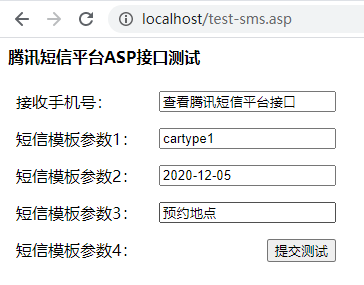 localhost/test-sms.asp
腾讯短信平台ASP接口测试
接收手机号： 查看腾讯短信平台接口
短信模板参数1： cartype1
短信模板参数2： 2020-12-05
短信模板参数3： 预约地点
短信模板参数4： 提交测试